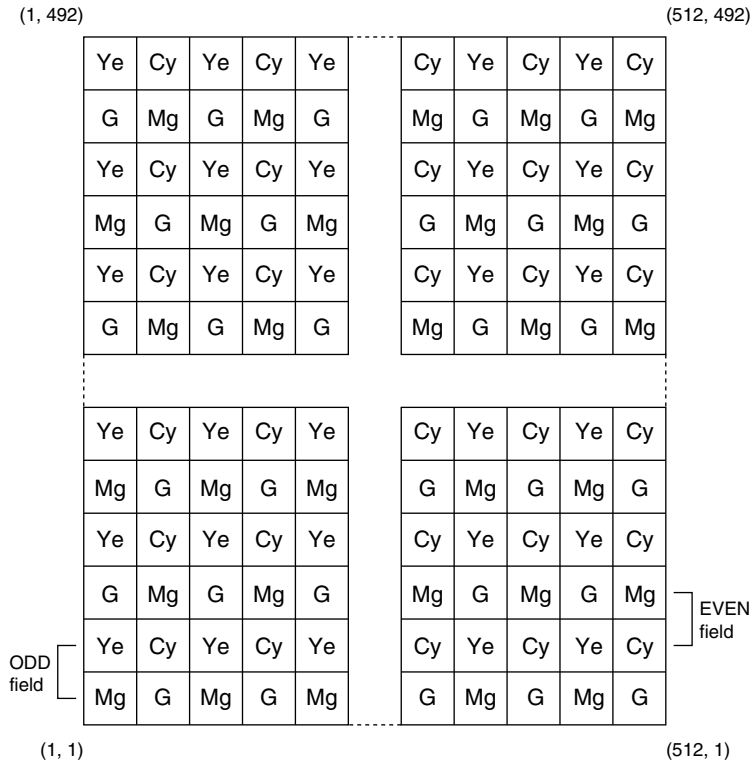 (1, 492) (512, 492)
Ye Cy Ye Cy Ye Cy Ye Cy Ye Cy
G Mg G Mg G Mg G Mg G Mg
Ye Cy Ye Cy Ye Cy Ye Cy Ye Cy
Mg G Mg G Mg G Mg G Mg G
Ye Cy Ye Cy Ye Cy Ye Cy Ye Cy
G Mg G Mg G Mg G Mg G Mg
Ye Cy Ye Cy Ye Cy Ye Cy Ye Cy
Mg G Mg G Mg G Mg G Mg G
Ye Cy Ye Cy Ye Cy Ye Cy Ye Cy
G Mg G Mg G Mg G Mg G Mg
EVEN
field
Ye Cy Ye Cy Ye Cy Ye Cy Ye Cy
ODD
field
Mg G Mg G Mg G Mg G Mg G
(1, 1) (512, 1)